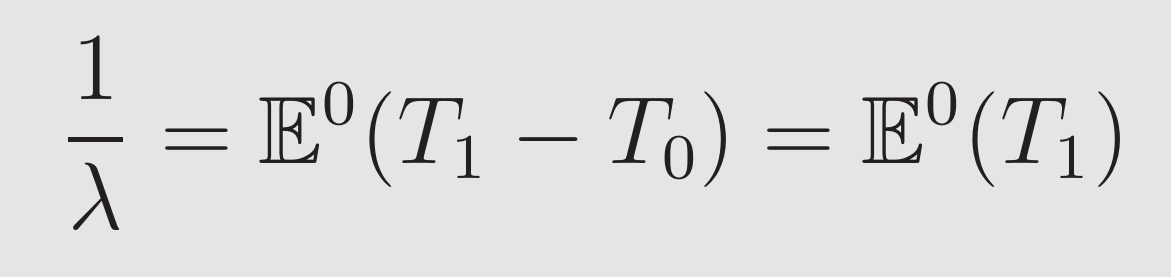 1/λ = 𝔼⁰(T₁ − T₀) = 𝔼⁰(T₁)